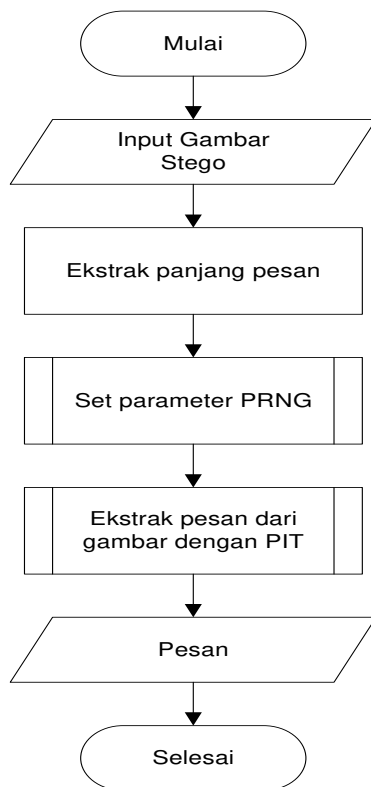 Mulai
Input Gambar
Stego
Ekstrak panjang pesan
Set parameter PRNG
Ekstrak pesan dari
gambar dengan PIT
Pesan
Selesai